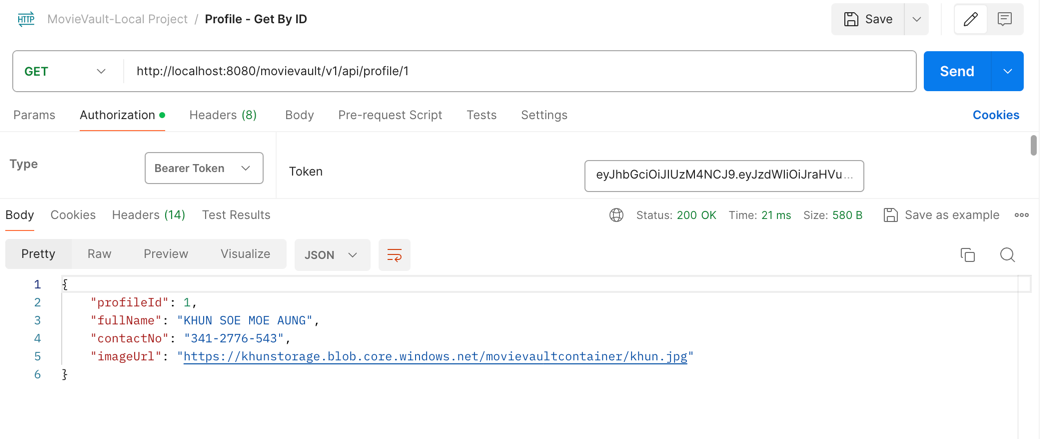 HTTP MovieVault-Local Project / Profile - Get By ID Save
GET http://localhost:8080/movievault/v1/api/profile/1 Send
Params Authorization Headers (8) Body Pre-request Script Tests Settings Cookies
Type Bearer Token Token eyJhbGciOiJIUzM4NCJ9.eyJzdWIiOiJraHVu...
Body Cookies Headers (14) Test Results Status: 200 OK Time: 21 ms Size: 580 B Save as example
Pretty Raw Preview Visualize JSON
1 {
2 "profileId": 1,
3 "fullName": "KHUN SOE MOE AUNG",
4 "contactNo": "341-2776-543",
5 "imageUrl": "https://khunstorage.blob.core.windows.net/movievaultcontainer/khun.jpg"
6 }